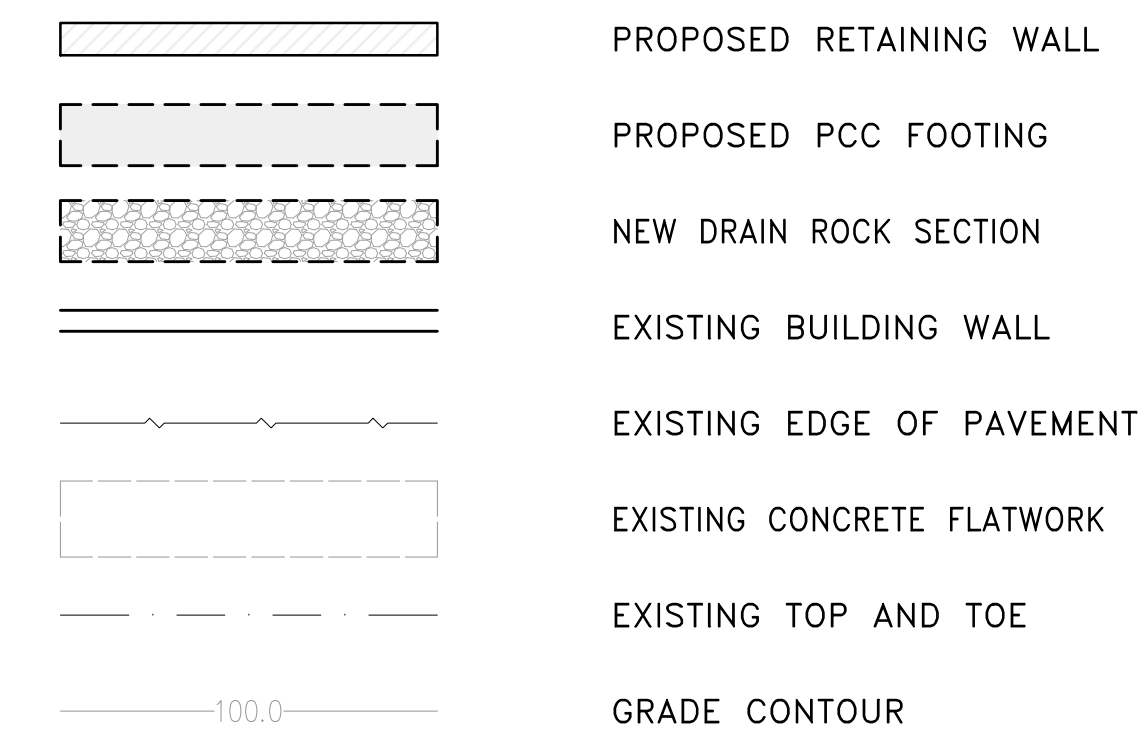 PROPOSED RETAINING WALL
PROPOSED PCC FOOTING
NEW DRAIN ROCK SECTION
EXISTING BUILDING WALL
EXISTING EDGE OF PAVEMENT
EXISTING CONCRETE FLATWORK
EXISTING TOP AND TOE
100.0 GRADE CONTOUR